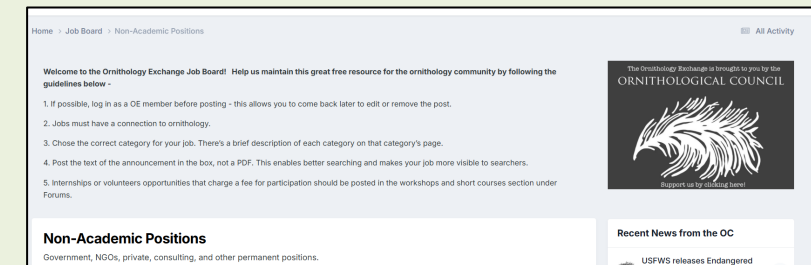 Home > Job Board > Non-Academic Positions
All Activity
Welcome to the Ornithology Exchange Job Board! Help us maintain this great free resource for the ornithology community by following the
guidelines below -
1. If possible, log in as a OE member before posting - this allows you to come back later to edit or remove the post.
2. Jobs must have a connection to ornithology.
3. Chose the correct category for your job. There's a brief description of each category on that category's page.
4. Post the text of the announcement in the box, not a PDF. This enables better searching and makes your job more visible to searchers.
5. Internships or volunteers opportunities that charge a fee for participation should be posted in the workshops and short courses section under
Forums.
The Ornithology Exchange is brought to you by the
ORNITHOLOGICAL COUNCIL
Support us by clicking here!
Non-Academic Positions
Government, NGOs, private, consulting, and other permanent positions.
Recent News from the OC
USFWS releases Endangered